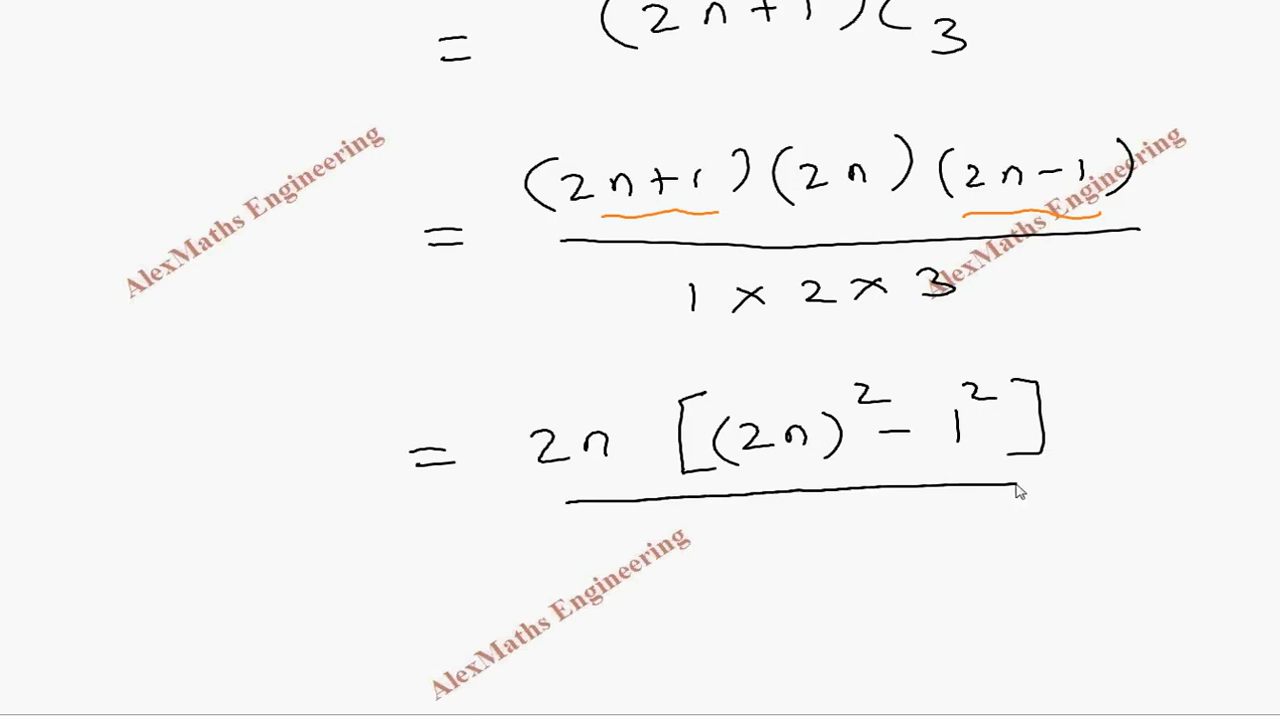 = (2n+1)C3
= (2n+1)(2n)(2n-1)
1 × 2 × 3
= 2n [(2n)² - 1²]
AlexMaths Engineering
AlexMaths Engineering
AlexMaths Engineering